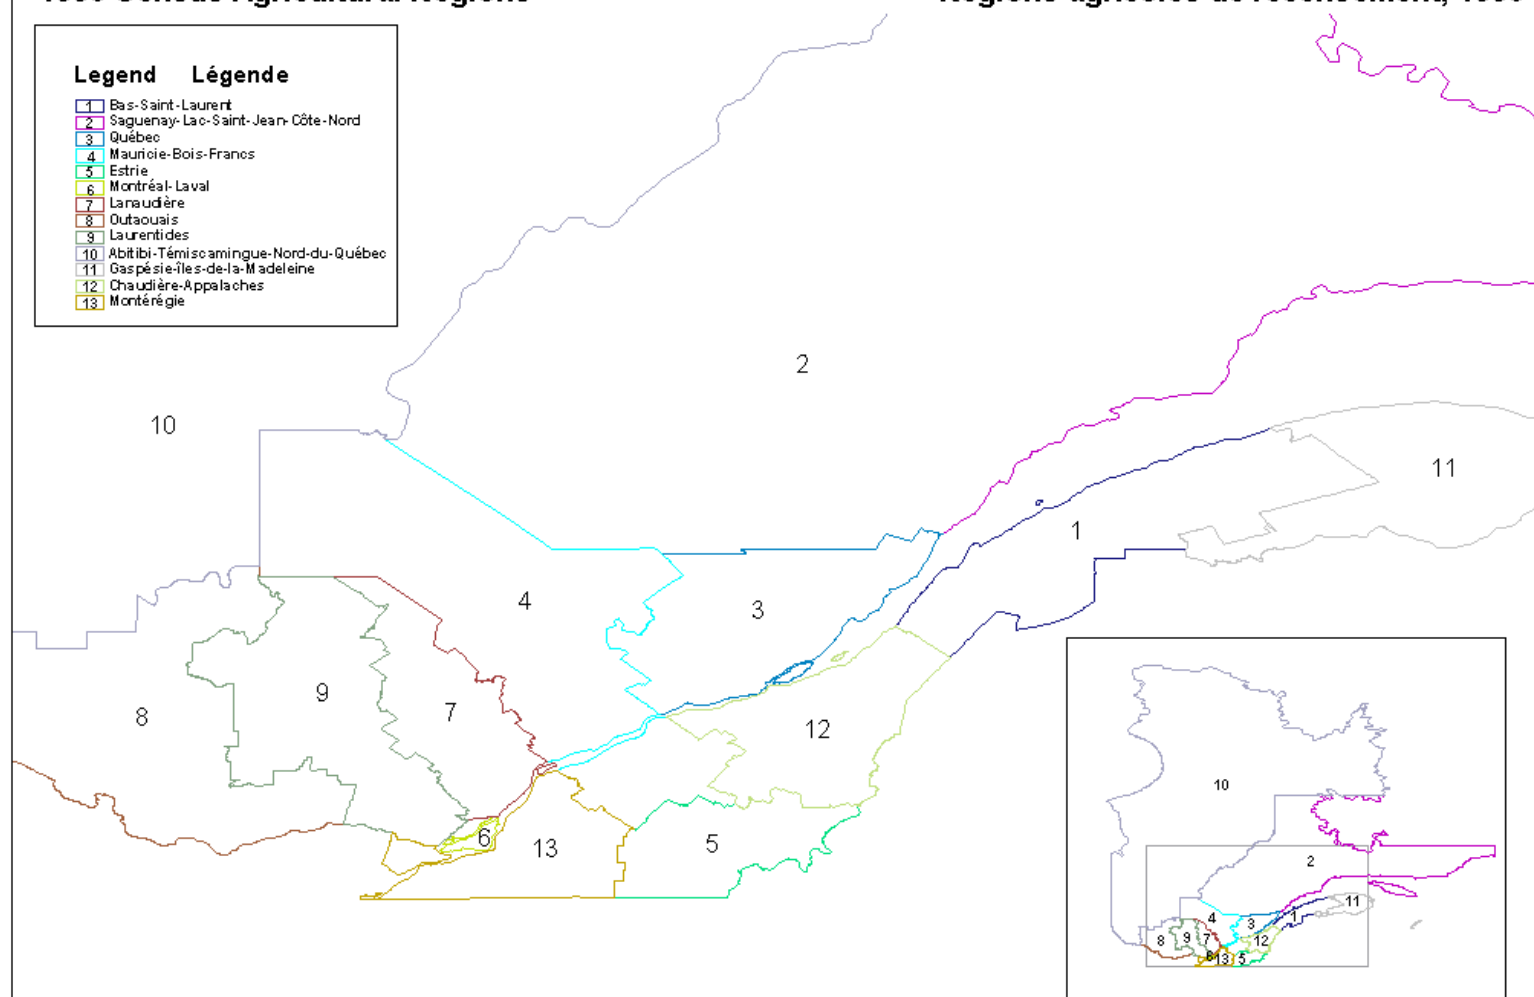 Legend Légende
1 Bas-Saint-Laurent
2 Saguenay-Lac-Saint-Jean-Côte-Nord
3 Québec
4 Mauricie-Bois-Francs
5 Estrie
6 Montréal-Laval
7 Lanaudière
8 Outaouais
9 Laurentides
10 Abitibi-Témiscamingue-Nord-du-Québec
11 Gaspésie-îles-de-la-Madeleine
12 Chaudière-Appalaches
13 Montérégie
2
10
11
1
4
3
9
7
8
12
6
13
5
10
2
11
4
3
1
8
9
7
12
6
13
5